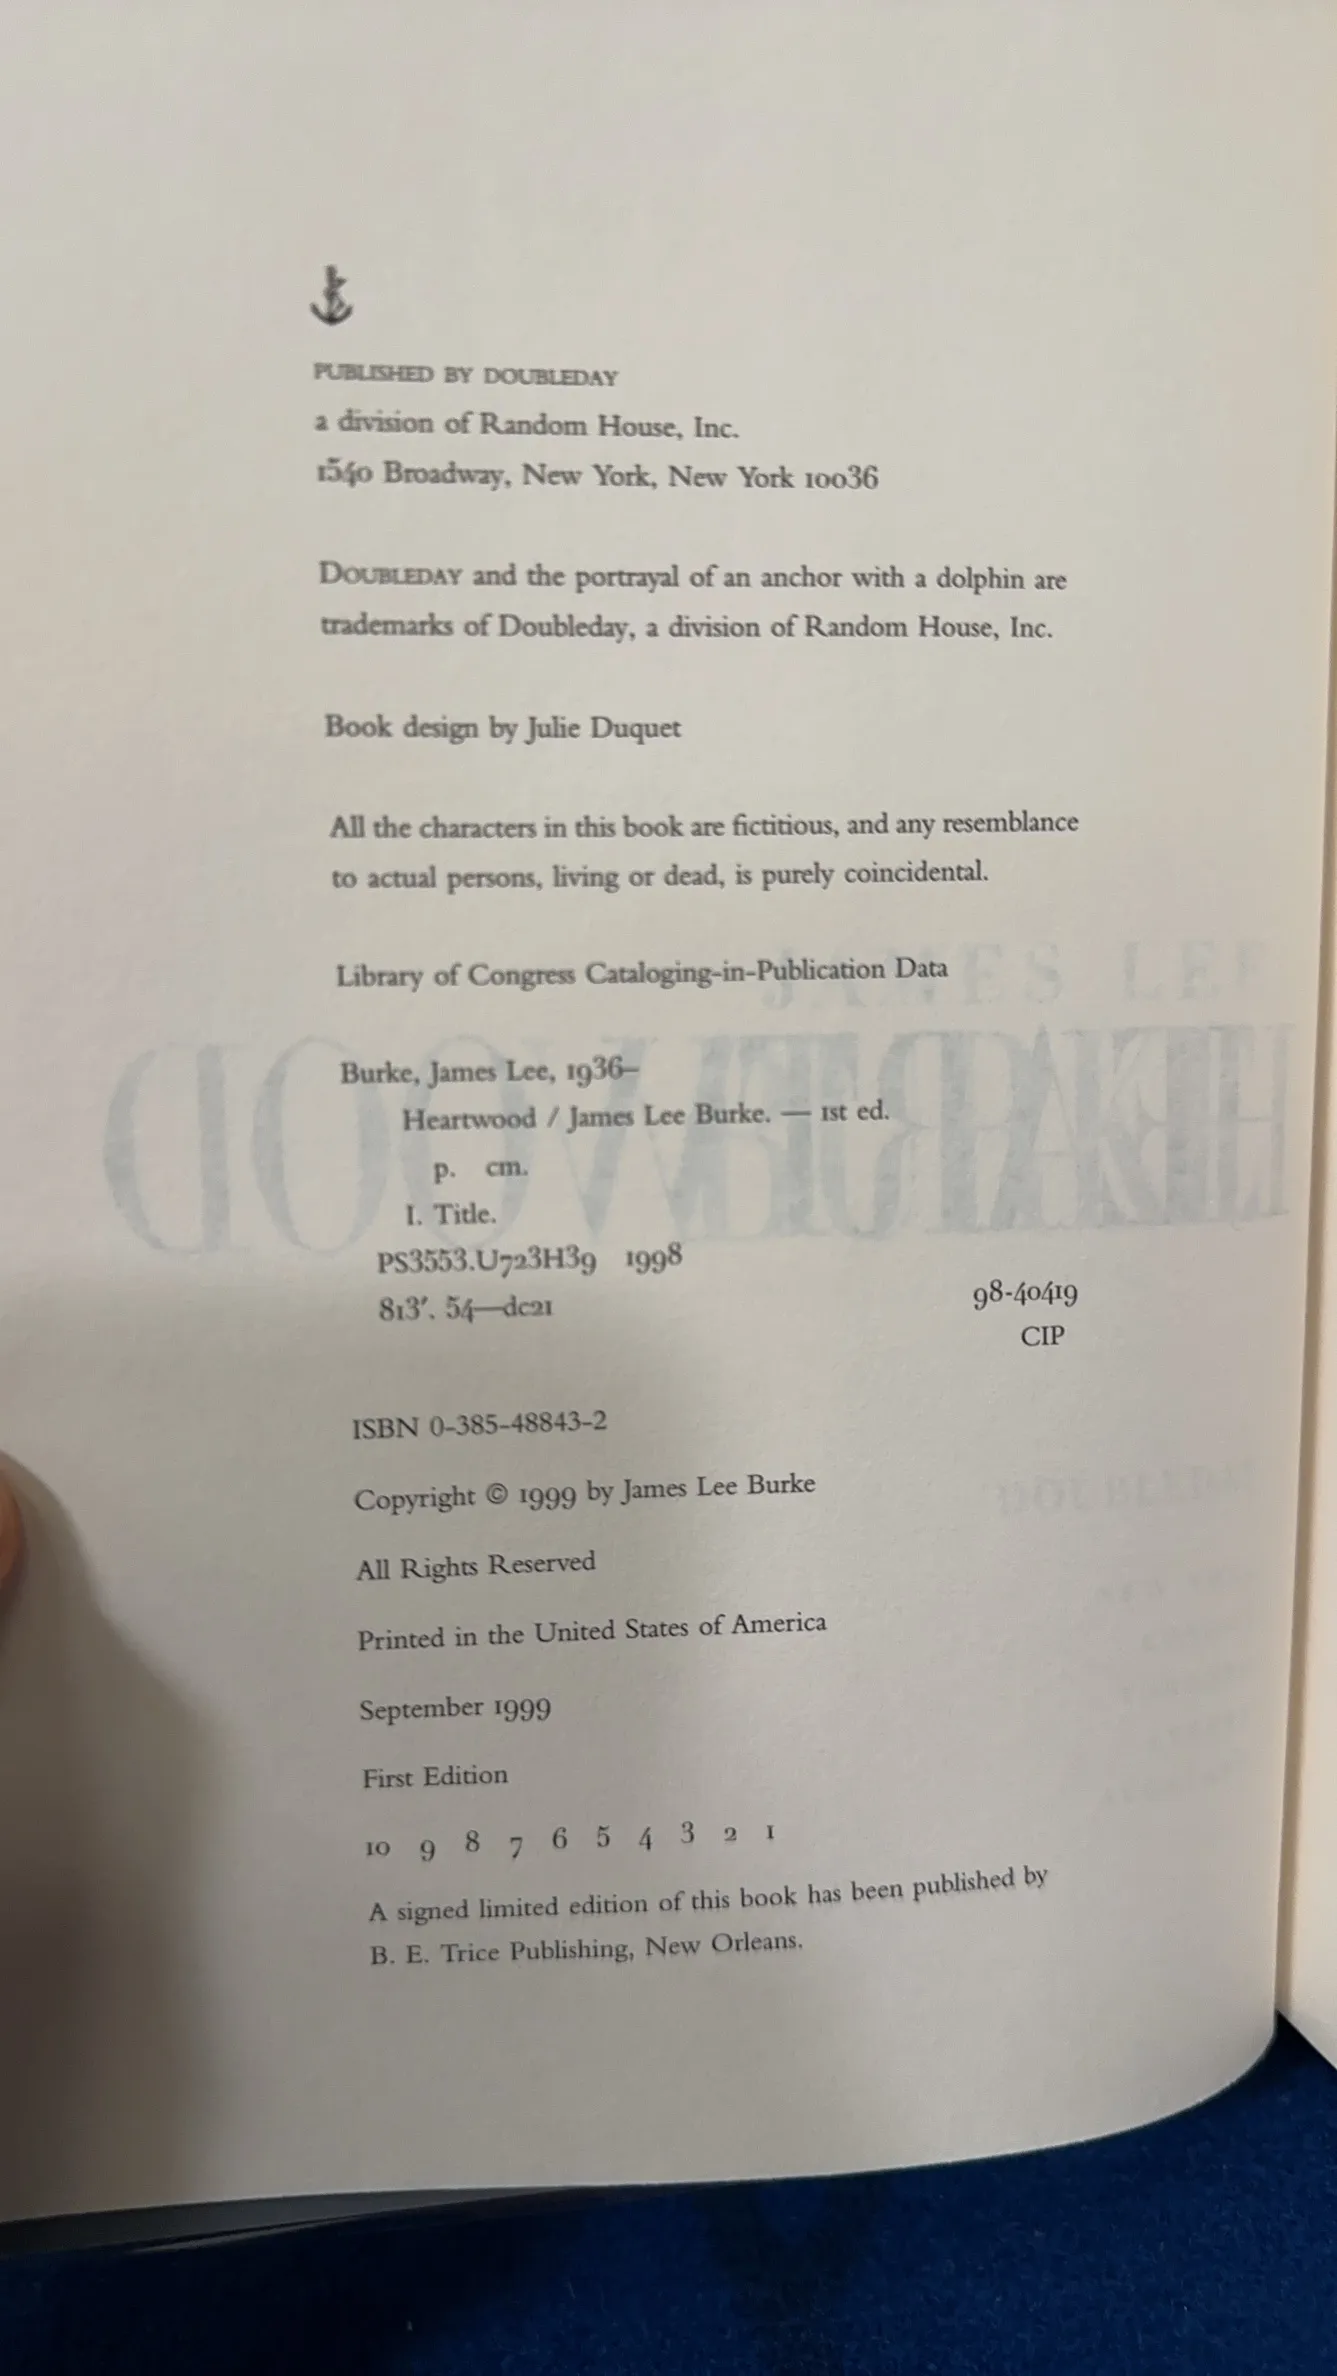 PUBLISHED BY DOUBLEDAY
a division of Random House, Inc.
1540 Broadway, New York, New York 10036
DOUBLEDAY and the portrayal of an anchor with a dolphin are
trademarks of Doubleday, a division of Random House, Inc.
Book design by Julie Duquet
All the characters in this book are fictitious, and any resemblance
to actual persons, living or dead, is purely coincidental.
Library of Congress Cataloging-in-Publication Data
Burke, James Lee, 1936–
Heartwood / James Lee Burke. — 1st ed.
p. cm.
I. Title.
PS3553.U723H39 1998
813′. 54—dc21
98-40419
CIP
ISBN 0-385-48843-2
Copyright © 1999 by James Lee Burke
All Rights Reserved
Printed in the United States of America
September 1999
First Edition
10 9 8 7 6 5 4 3 2 1
A signed limited edition of this book has been published by
B. E. Trice Publishing, New Orleans.